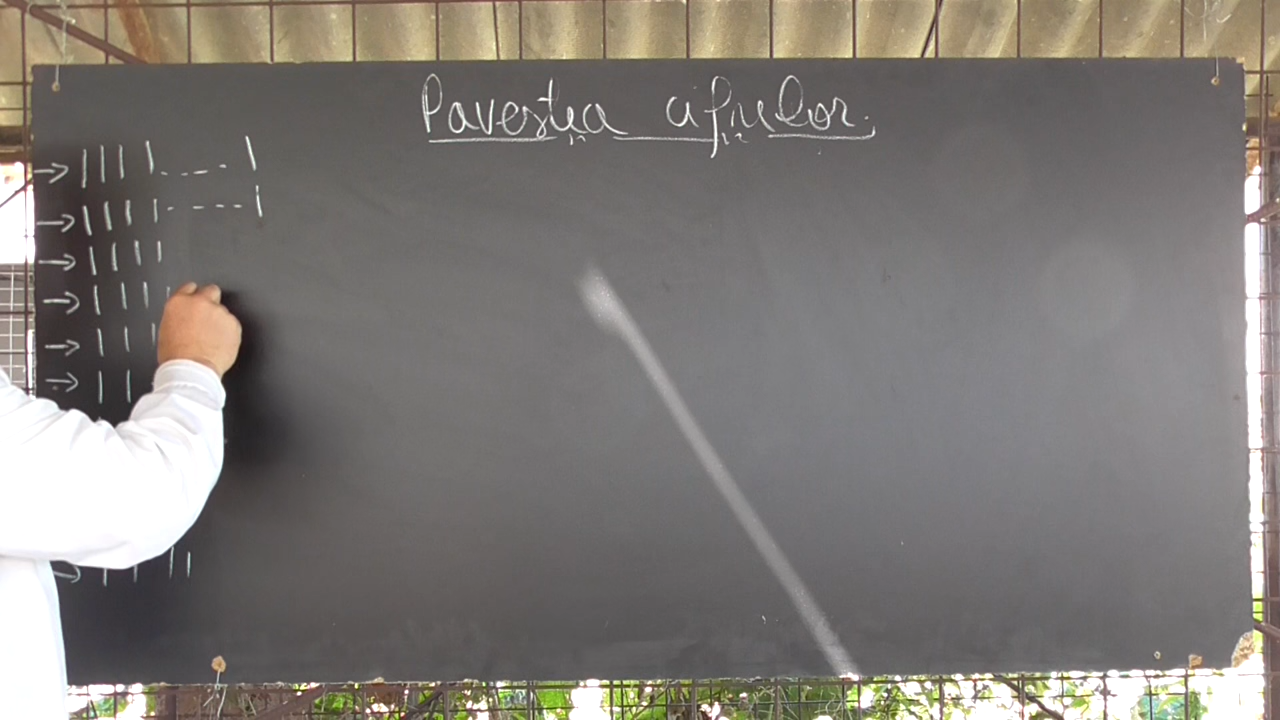 Povestea cifrelor.
→ | | | | . - - - . |
→ | | | | - - - - - |
→ | | | |
→ | | |
→ | | |
→ | |
→ | | | |